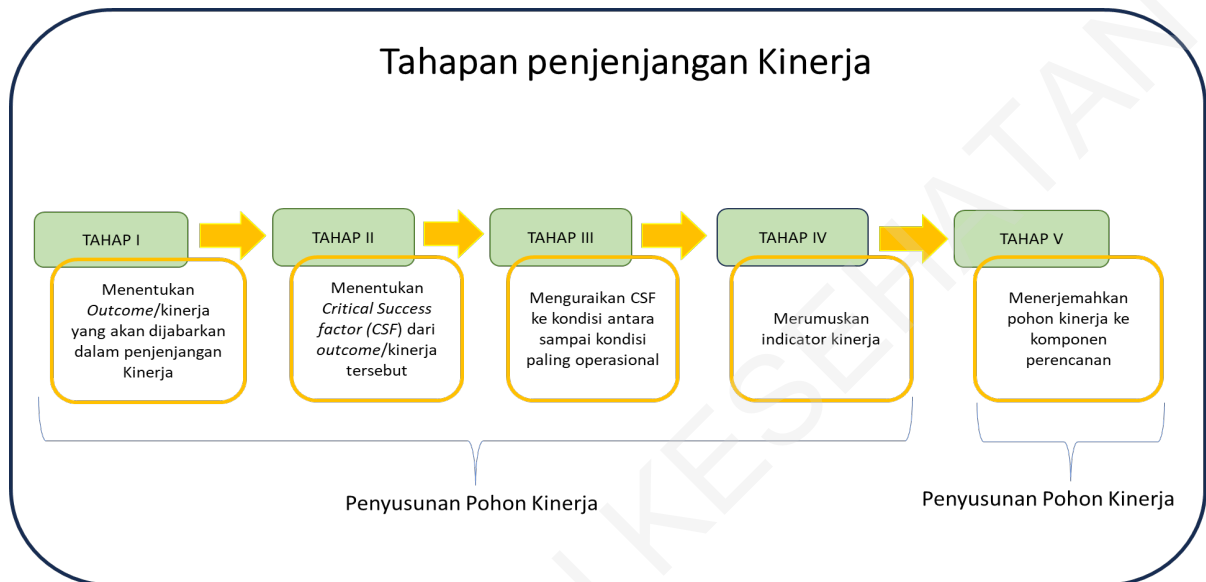 Tahapan penjenjangan Kinerja
TAHAP I
TAHAP II
TAHAP III
TAHAP IV
TAHAP V
Menentukan
Outcome/kinerja
yang akan dijabarkan
dalam penjenjangan
Kinerja
Menentukan
Critical Success
factor (CSF) dari
outcome/kinerja
tersebut
Menguraikan CSF
ke kondisi antara
sampai kondisi
paling operasional
Merumuskan
indicator kinerja
Menerjemahkan
pohon kinerja ke
komponen
perencanan
Penyusunan Pohon Kinerja
Penyusunan Pohon Kinerja
KESEHATAN